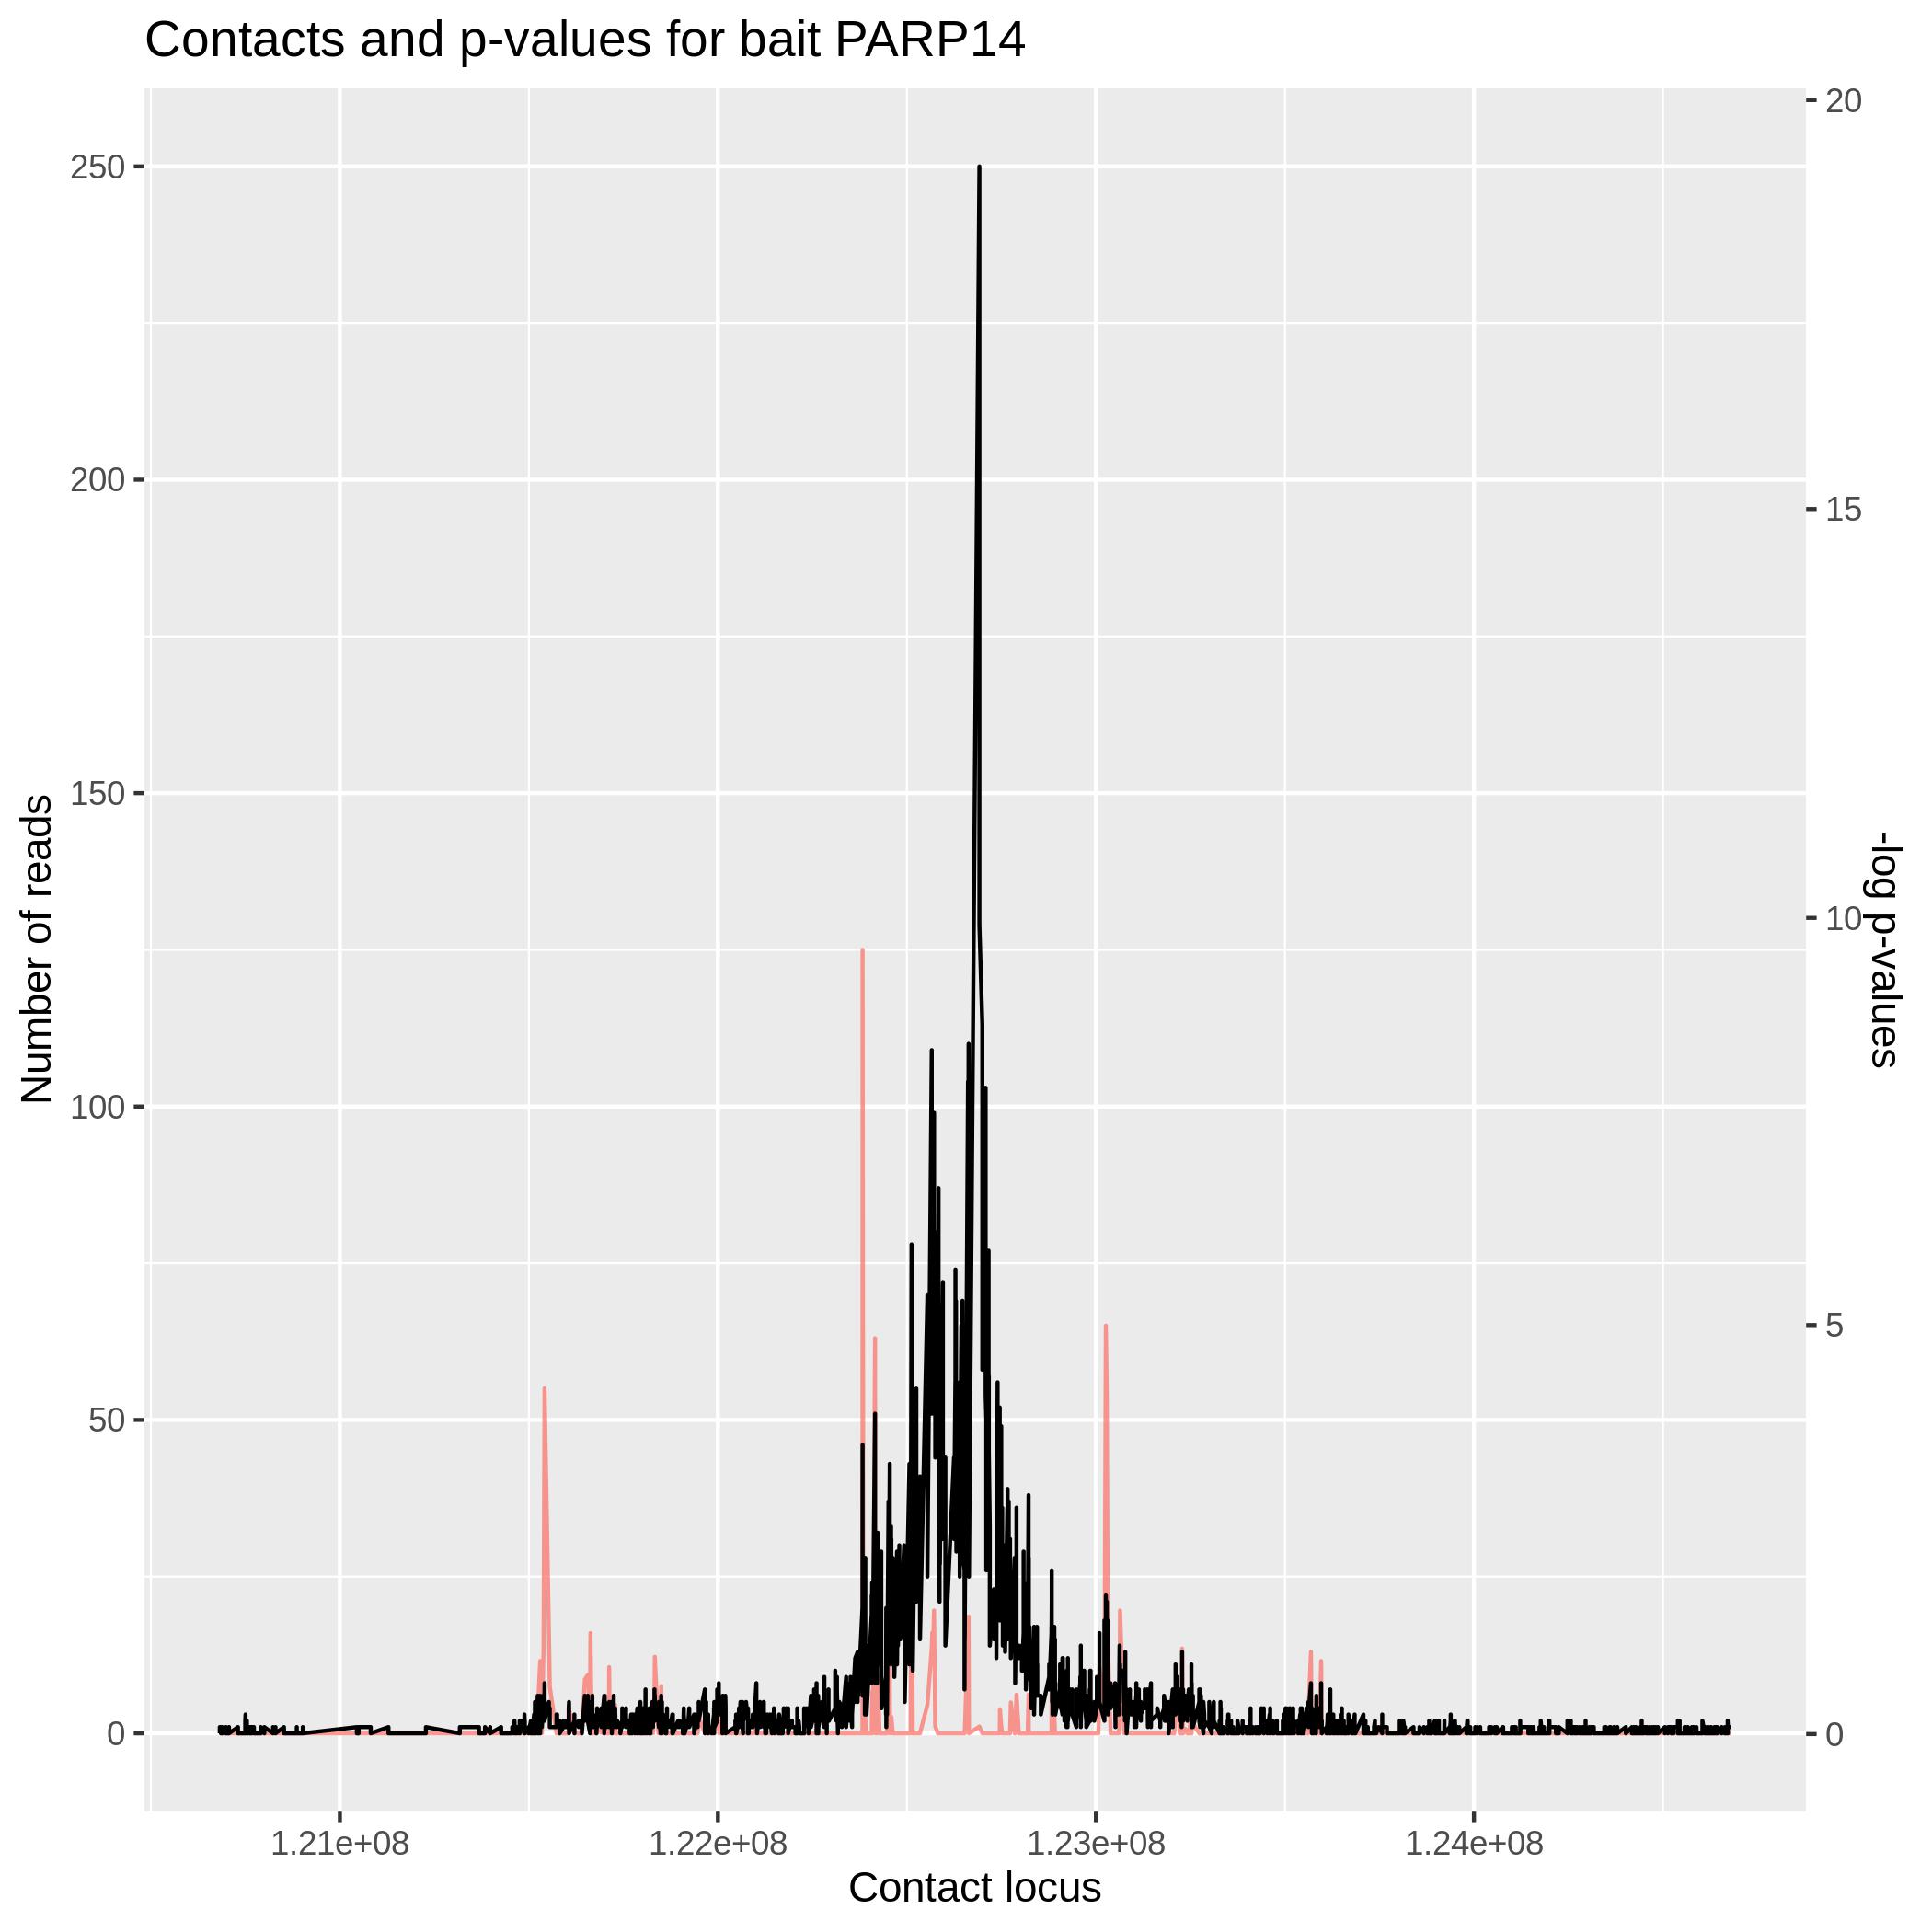 Contacts and p-values for bait PARP14
250
200
150
100
50
0
Number of reads
20
15
10
5
0
-log p-values
1.21e+08
1.22e+08
1.23e+08
1.24e+08
Contact locus